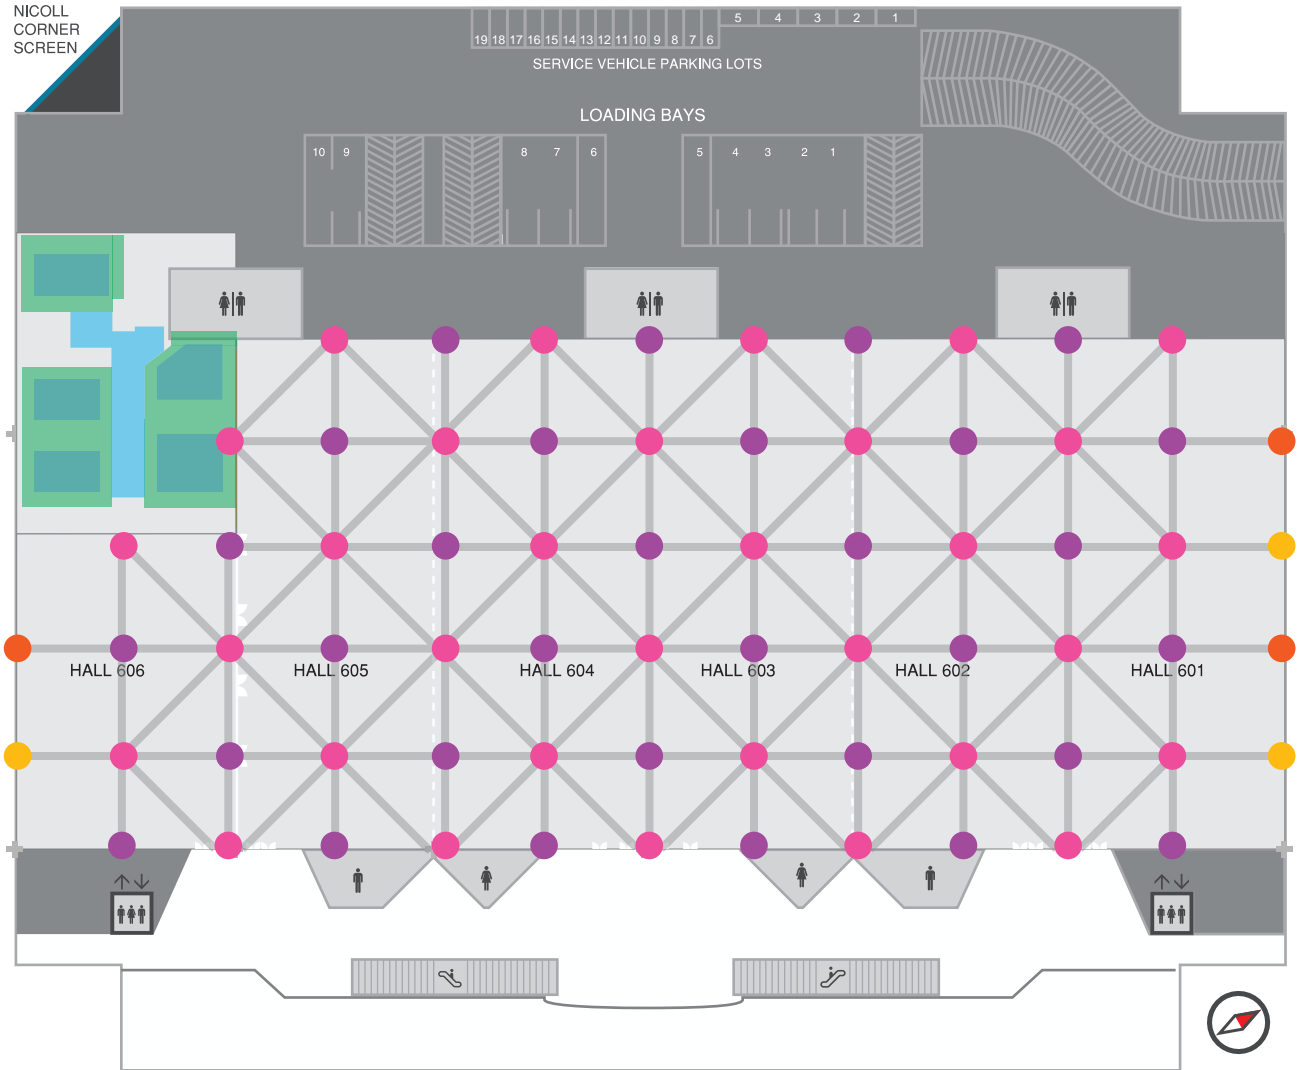 NICOLL
CORNER
SCREEN
5 4 3 2 1
19 18 17 16 15 14 13 12 11 10 9 8 7 6
SERVICE VEHICLE PARKING LOTS
LOADING BAYS
10 9 8 7 6 5 4 3 2 1
HALL 606 HALL 605 HALL 604 HALL 603 HALL 602 HALL 601